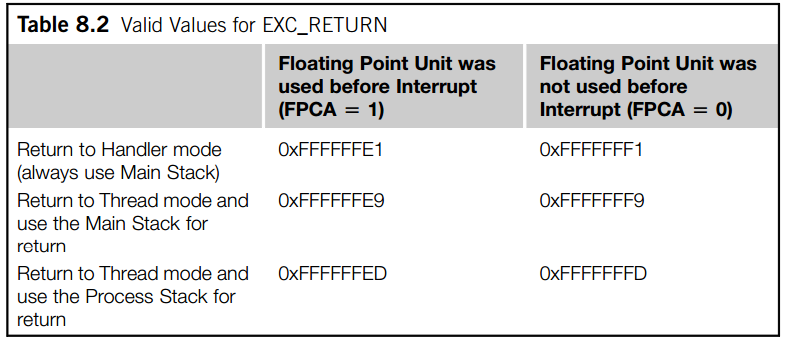 Table 8.2 Valid Values for EXC_RETURN
Floating Point Unit was
used before Interrupt
(FPCA = 1)
Floating Point Unit was
not used before
Interrupt (FPCA = 0)
Return to Handler mode
(always use Main Stack)
0xFFFFFFE1
0xFFFFFFF1
Return to Thread mode and
use the Main Stack for
return
0xFFFFFFE9
0xFFFFFFF9
Return to Thread mode and
use the Process Stack for
return
0xFFFFFFED
0xFFFFFFFD